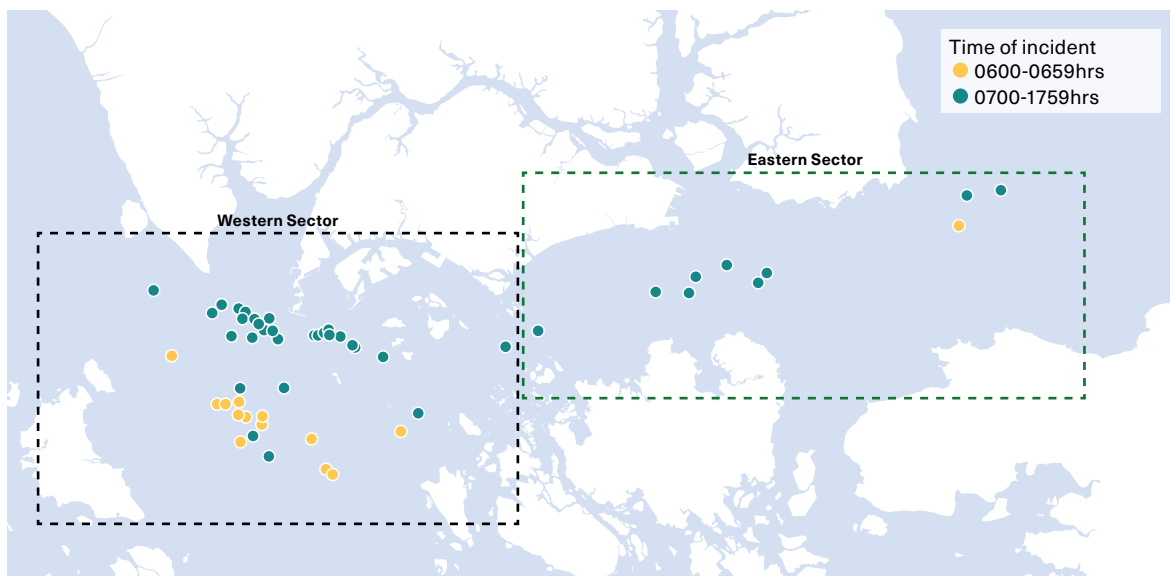 Time of incident
0600-0659hrs
0700-1759hrs
Eastern Sector
Western Sector